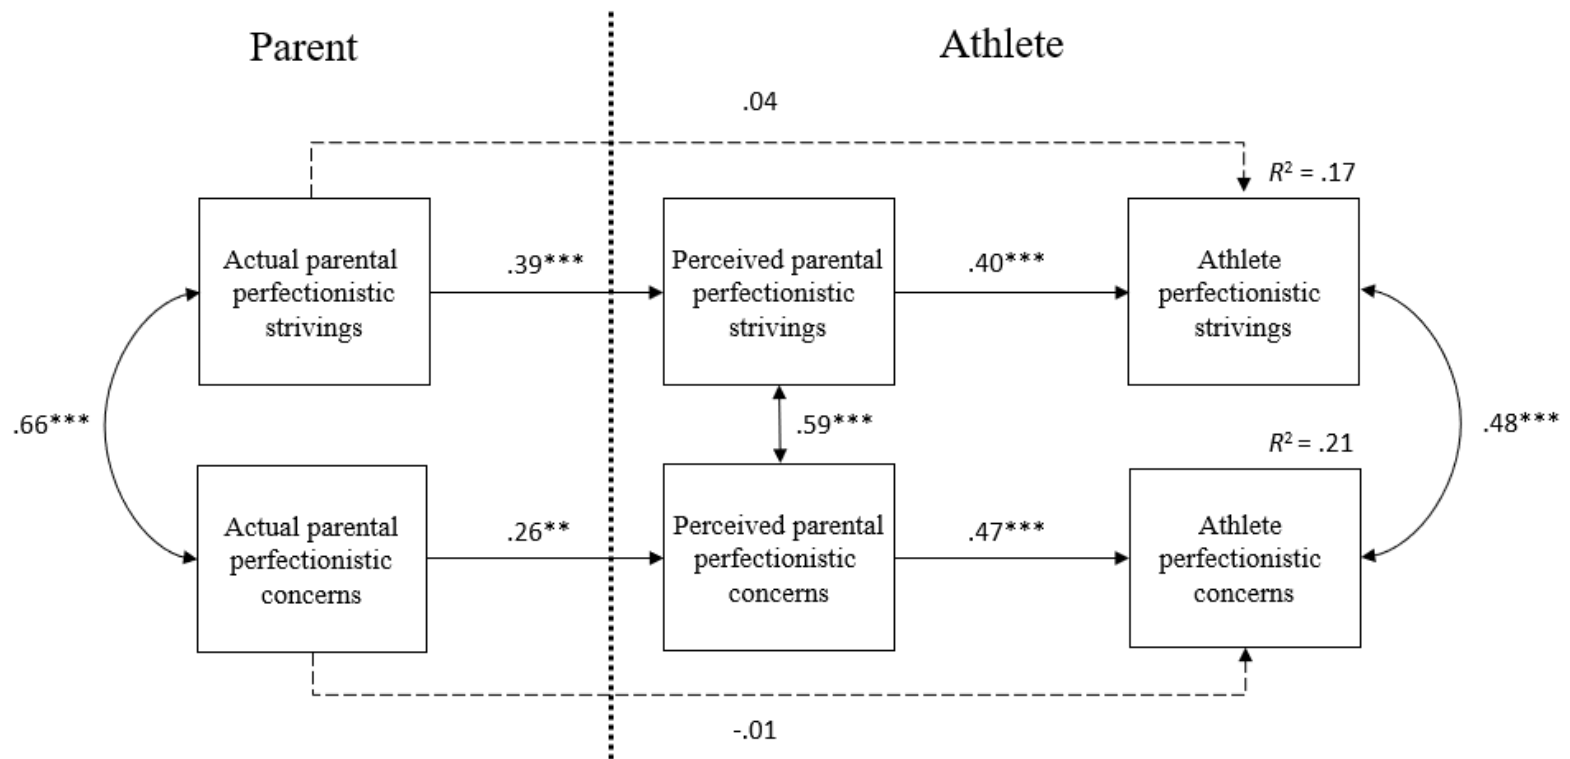 Parent
Athlete
.04
R² = .17
Actual parental
perfectionistic
strivings
.39***
Perceived parental
perfectionistic
strivings
.40***
Athlete
perfectionistic
strivings
.66***
.59***
.48***
R² = .21
Actual parental
perfectionistic
concerns
.26**
Perceived parental
perfectionistic
concerns
.47***
Athlete
perfectionistic
concerns
-.01